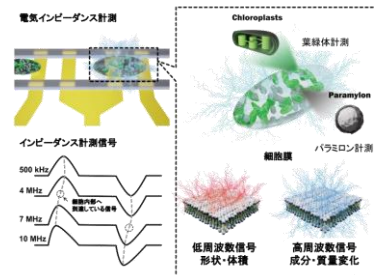 電気インピーダンス計測
Chloroplasts
葉緑体計測
Paramylon
パラミロン計測
インピーダンス計測信号
500 kHz
4 MHz
7 MHz
10 MHz
細胞内部へ
到達している信号
細胞膜
低周波数信号
形状・体積
高周波数信号
成分・質量変化